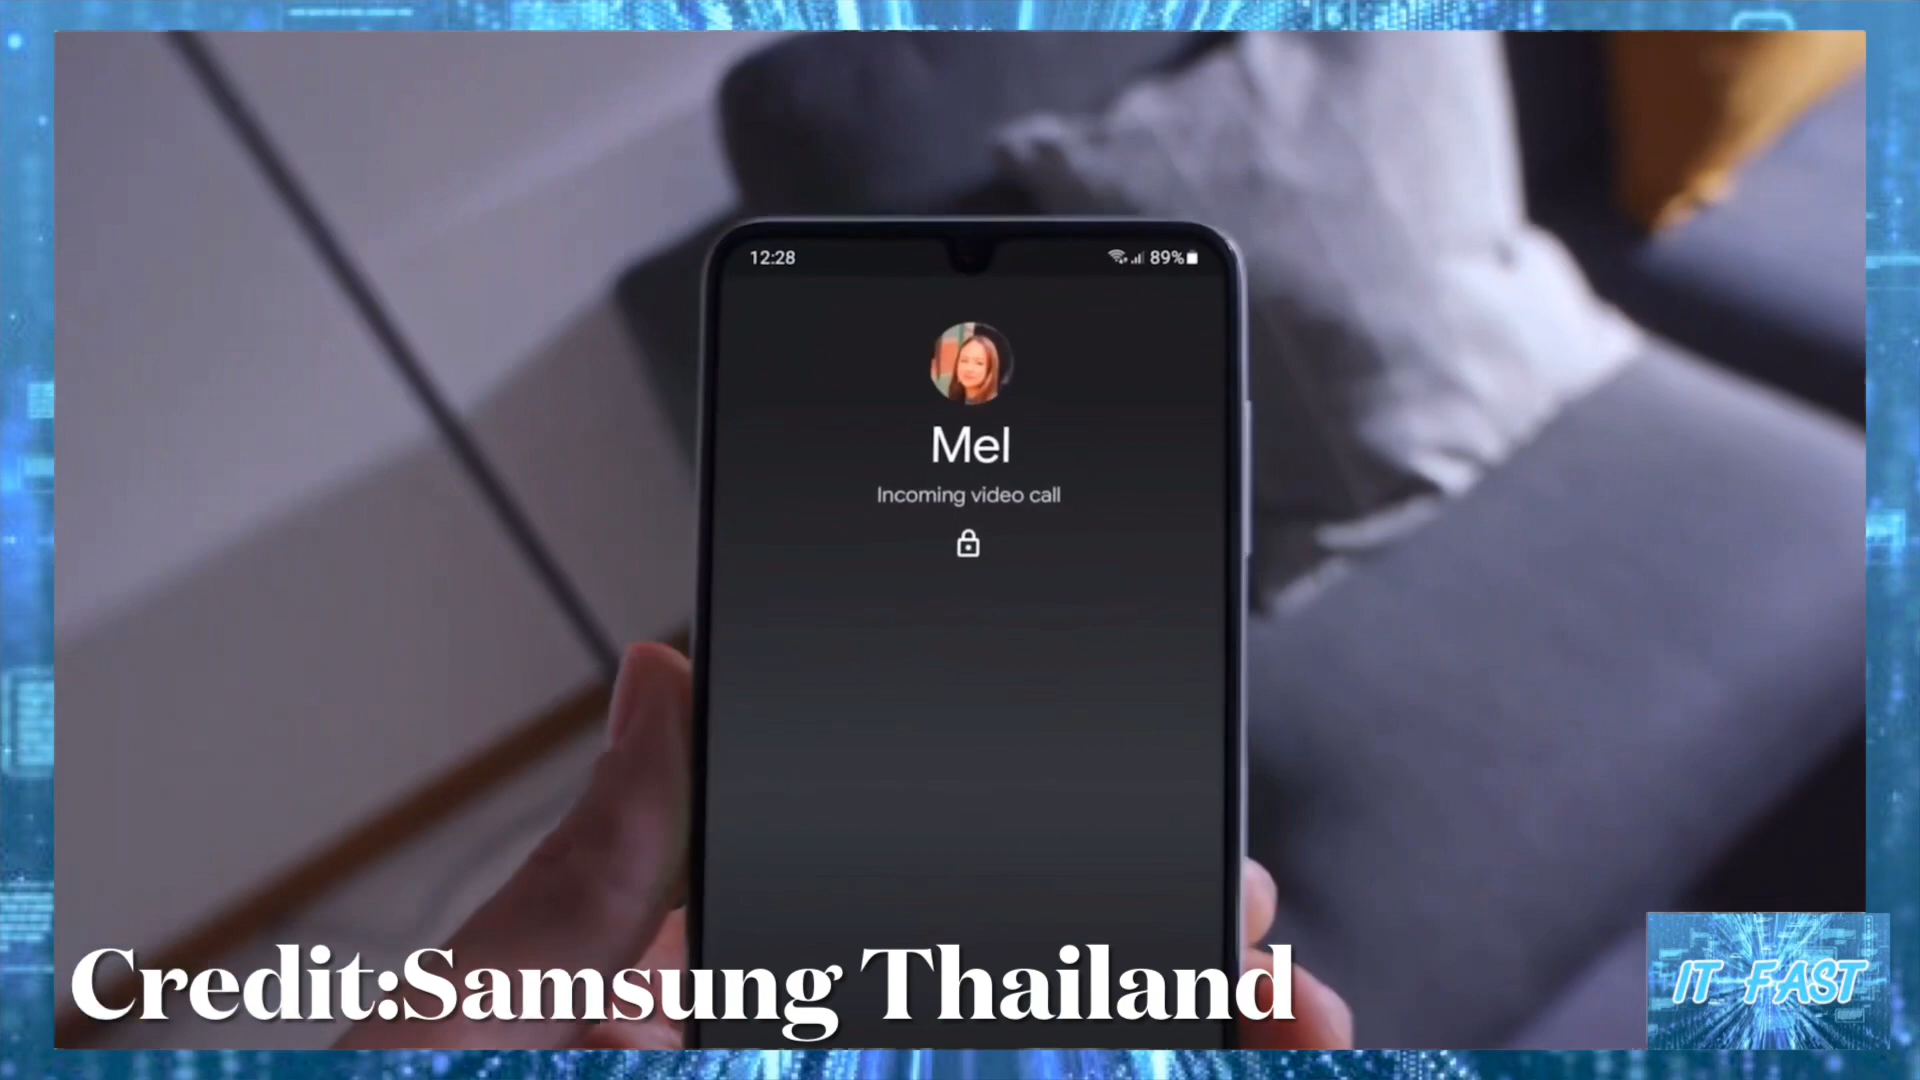 12:28
89%
Mel
Incoming video call
Credit:Samsung Thailand
IT FAST